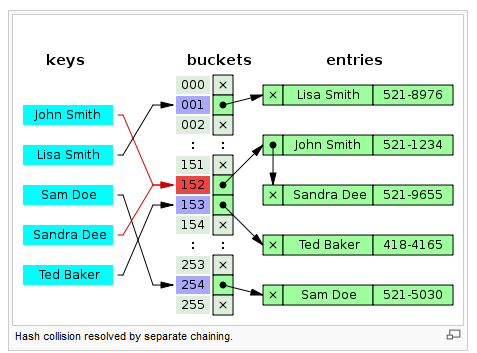 keys buckets entries
000 ×
001 × Lisa Smith 521-8976
002 ×
: :
151 ×
152 John Smith 521-1234
153 × Sandra Dee 521-9655
154 ×
: :
× Ted Baker 418-4165
253 ×
254 × Sam Doe 521-5030
255 ×
John Smith
Lisa Smith
Sam Doe
Sandra Dee
Ted Baker
Hash collision resolved by separate chaining.